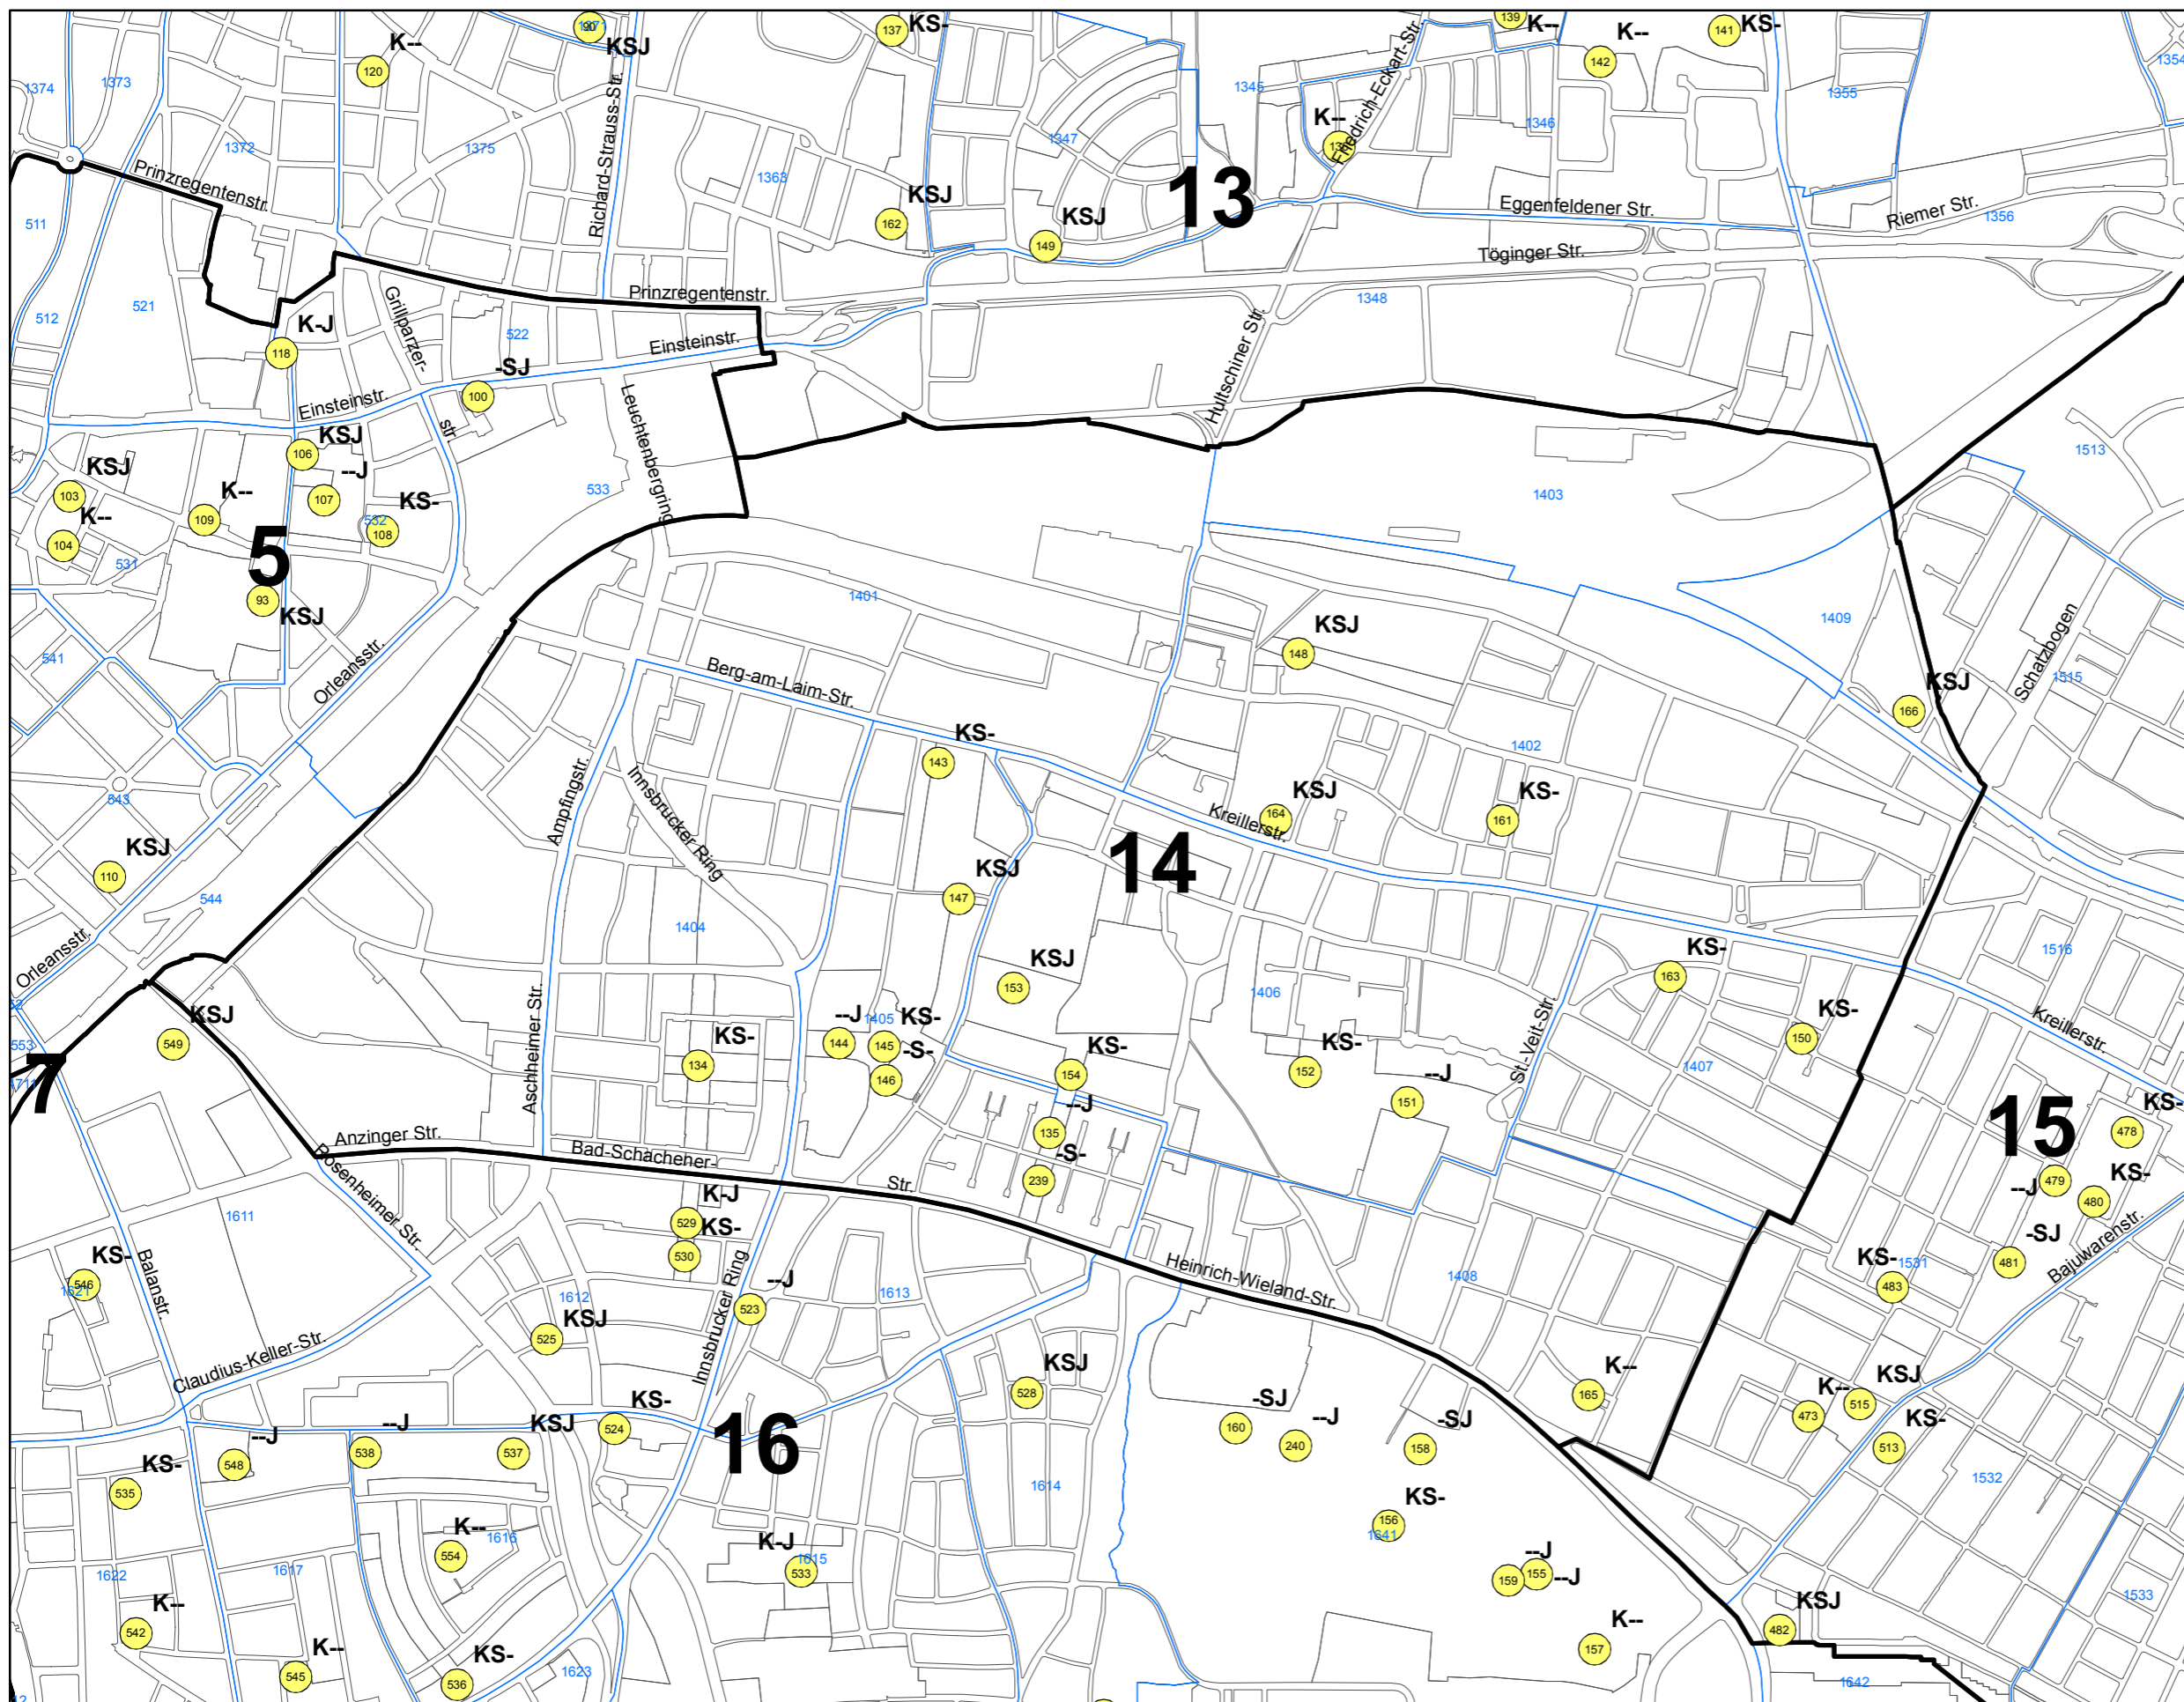 1371
KSJ
137
KS-
139
K--
K--
141
KS-
K--
120
142
1354
1374
1373
1345
1355
Richard-Strauss-Str.
Friedrich-Eckart-Str.
K--
1372
1375
1347
1346
Prinzregentenstr.
1363
13
KSJ
162
KSJ
149
Eggenfeldener Str.
Riemer Str.
1356
511
Töginger Str.
512
521
Grillparzer-
str.
Prinzregentenstr.
1348
K-J
118
522
Einsteinstr.
-SJ
100
Hultschiner Str.
Einsteinstr.
Leuchtenbergring
KSJ
106
--J
107
KSJ
103
K--
109
K--
104
KS-
108
532
533
1403
1513
5
531
93
KSJ
1401
1409
Schatzbogen
541
Orleansstr.
KSJ
148
Berg-am-Laim-Str.
KSJ
166
1515
KS-
143
1402
Ampfingstr.
Innsbrucker Ring
543
KSJ
164
KS-
161
Kreillerstr.
KSJ
110
14
KSJ
147
544
1404
Orleansstr.
KSJ
153
1406
KS-
163
1516
KSJ
549
Aschheimer Str.
KS-
134
--J
144
1405
KS-
145
-S-
146
KS-
154
KS-
152
St.-Veit-Str.
KS-
150
Kreillerstr.
553
1711
7
1407
--J
151
--J
135
15
KS-
478
Anzinger Str.
Bad-Schacheher-
Str.
-S-
239
--J
479
KS-
480
Rosenheimer Str.
K-J
529
KS-
530
1611
Balanstr.
KS-
546
1621
-SJ
481
Bajuwarenstr.
KS-
1531
483
Heinrich-Wieland-Str.
1408
Innsbrucker Ring
--J
523
1613
1612
KSJ
525
Claudius-Keller-Str.
KSJ
528
K--
165
KSJ
515
K--
473
KS-
513
KS-
524
-SJ
160
--J
240
-SJ
158
--J
548
--J
538
KSJ
537
16
KS-
535
1614
1532
KS-
156
1641
K--
554
1616
K-J
533
1615
--J
155
--J
159
1622
1617
1533
K--
542
KSJ
482
K--
157
K--
545
KS-
536
1623
1642